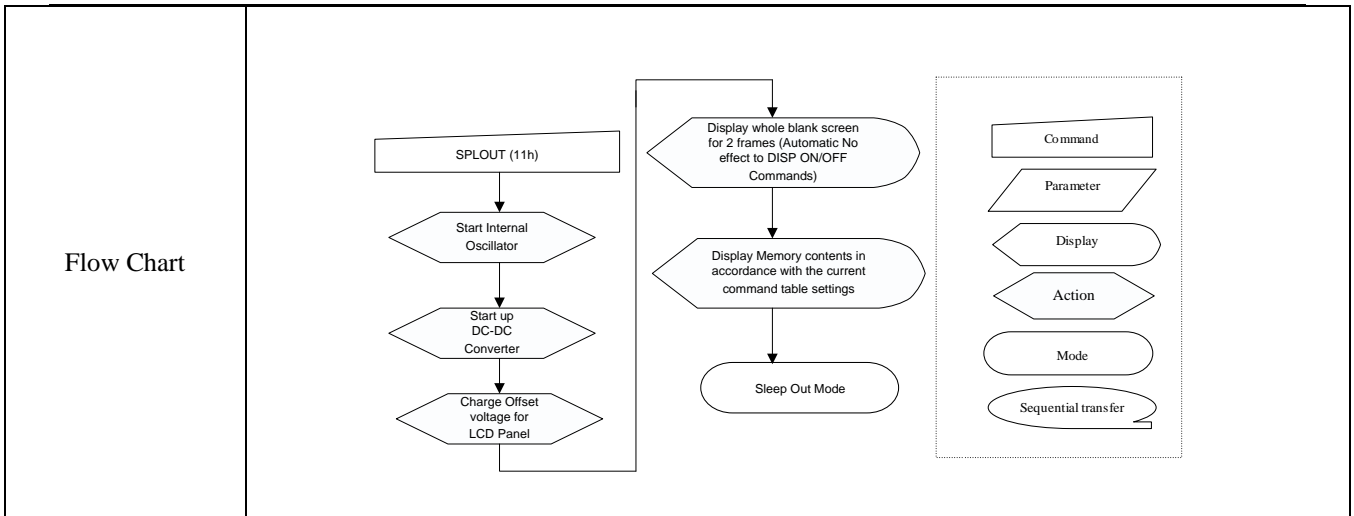 Flow Chart
SPLOUT (11h)
Start Internal
Oscillator
Start up
DC-DC
Converter
Charge Offset
voltage for
LCD Panel
Display whole blank screen
for 2 frames (Automatic No
effect to DISP ON/OFF
Commands)
Display Memory contents in
accordance with the current
command table settings
Sleep Out Mode
Command
Parameter
Display
Action
Mode
Sequential transfer